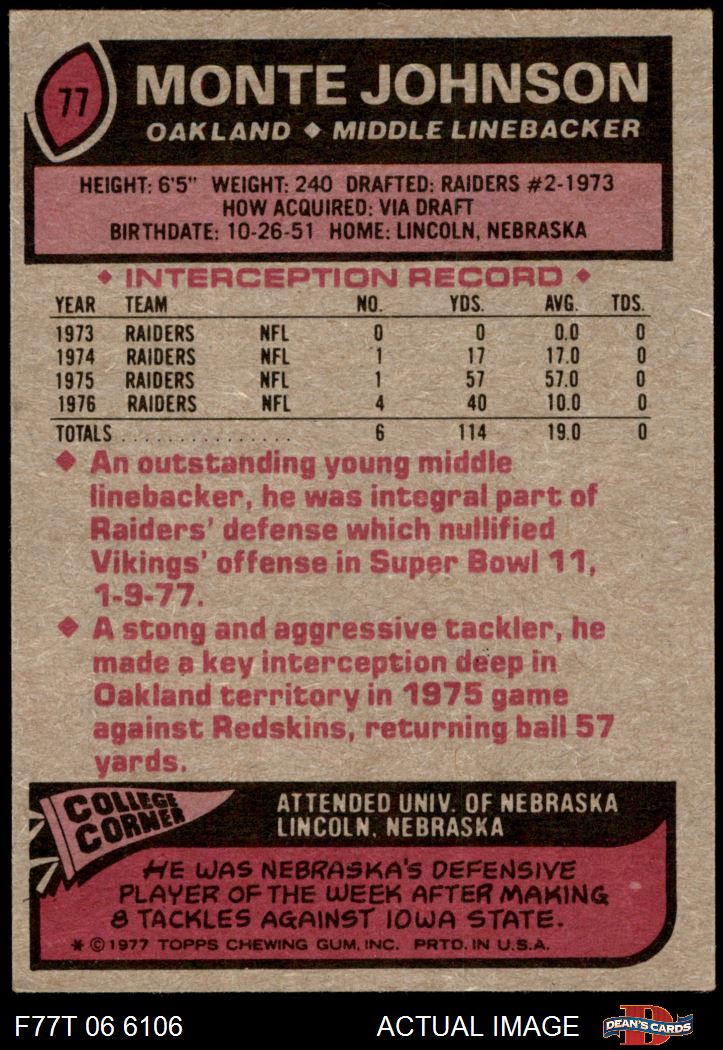 77
MONTE JOHNSON
OAKLAND ◆ MIDDLE LINEBACKER
HEIGHT: 6'5" WEIGHT: 240 DRAFTED: RAIDERS #2-1973
HOW ACQUIRED: VIA DRAFT
BIRTHDATE: 10-26-51 HOME: LINCOLN, NEBRASKA
◆ INTERCEPTION RECORD ◆
YEAR TEAM NO. YDS. AVG. TDS.
1973 RAIDERS NFL 0 0 0.0 0
1974 RAIDERS NFL 1 17 17.0 0
1975 RAIDERS NFL 1 57 57.0 0
1976 RAIDERS NFL 4 40 10.0 0
TOTALS . . . . . . . . . . . . . . . . 6 114 19.0 0
◆ An outstanding young middle
linebacker, he was integral part of
Raiders' defense which nullified
Vikings' offense in Super Bowl 11,
1-9-77.
◆ A stong and aggressive tackler, he
made a key interception deep in
Oakland territory in 1975 game
against Redskins, returning ball 57
yards.
COLLEGE
CORNER
ATTENDED UNIV. OF NEBRASKA
LINCOLN, NEBRASKA
HE WAS NEBRASKA'S DEFENSIVE
PLAYER OF THE WEEK AFTER MAKING
8 TACKLES AGAINST IOWA STATE.
* © 1977 TOPPS CHEWING GUM, INC. PRTD. IN U.S.A.
F77T 06 6106 ACTUAL IMAGE
D
DEAN'S CARDS